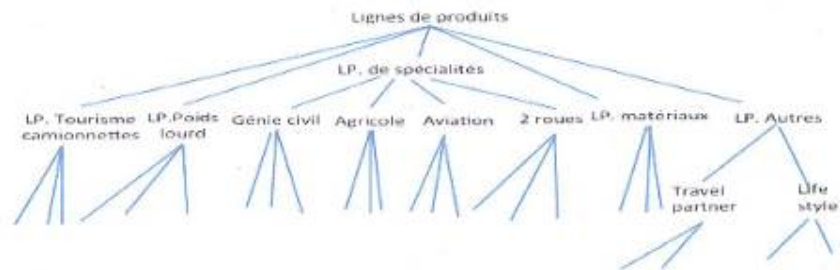 Lignes de produits
LP. de spécialités
LP. Tourisme camionnettes
LP.Poids lourd
Génie civil
Agricole
Aviation
2 roues
LP. matériaux
LP. Autres
Travel partner
Life style